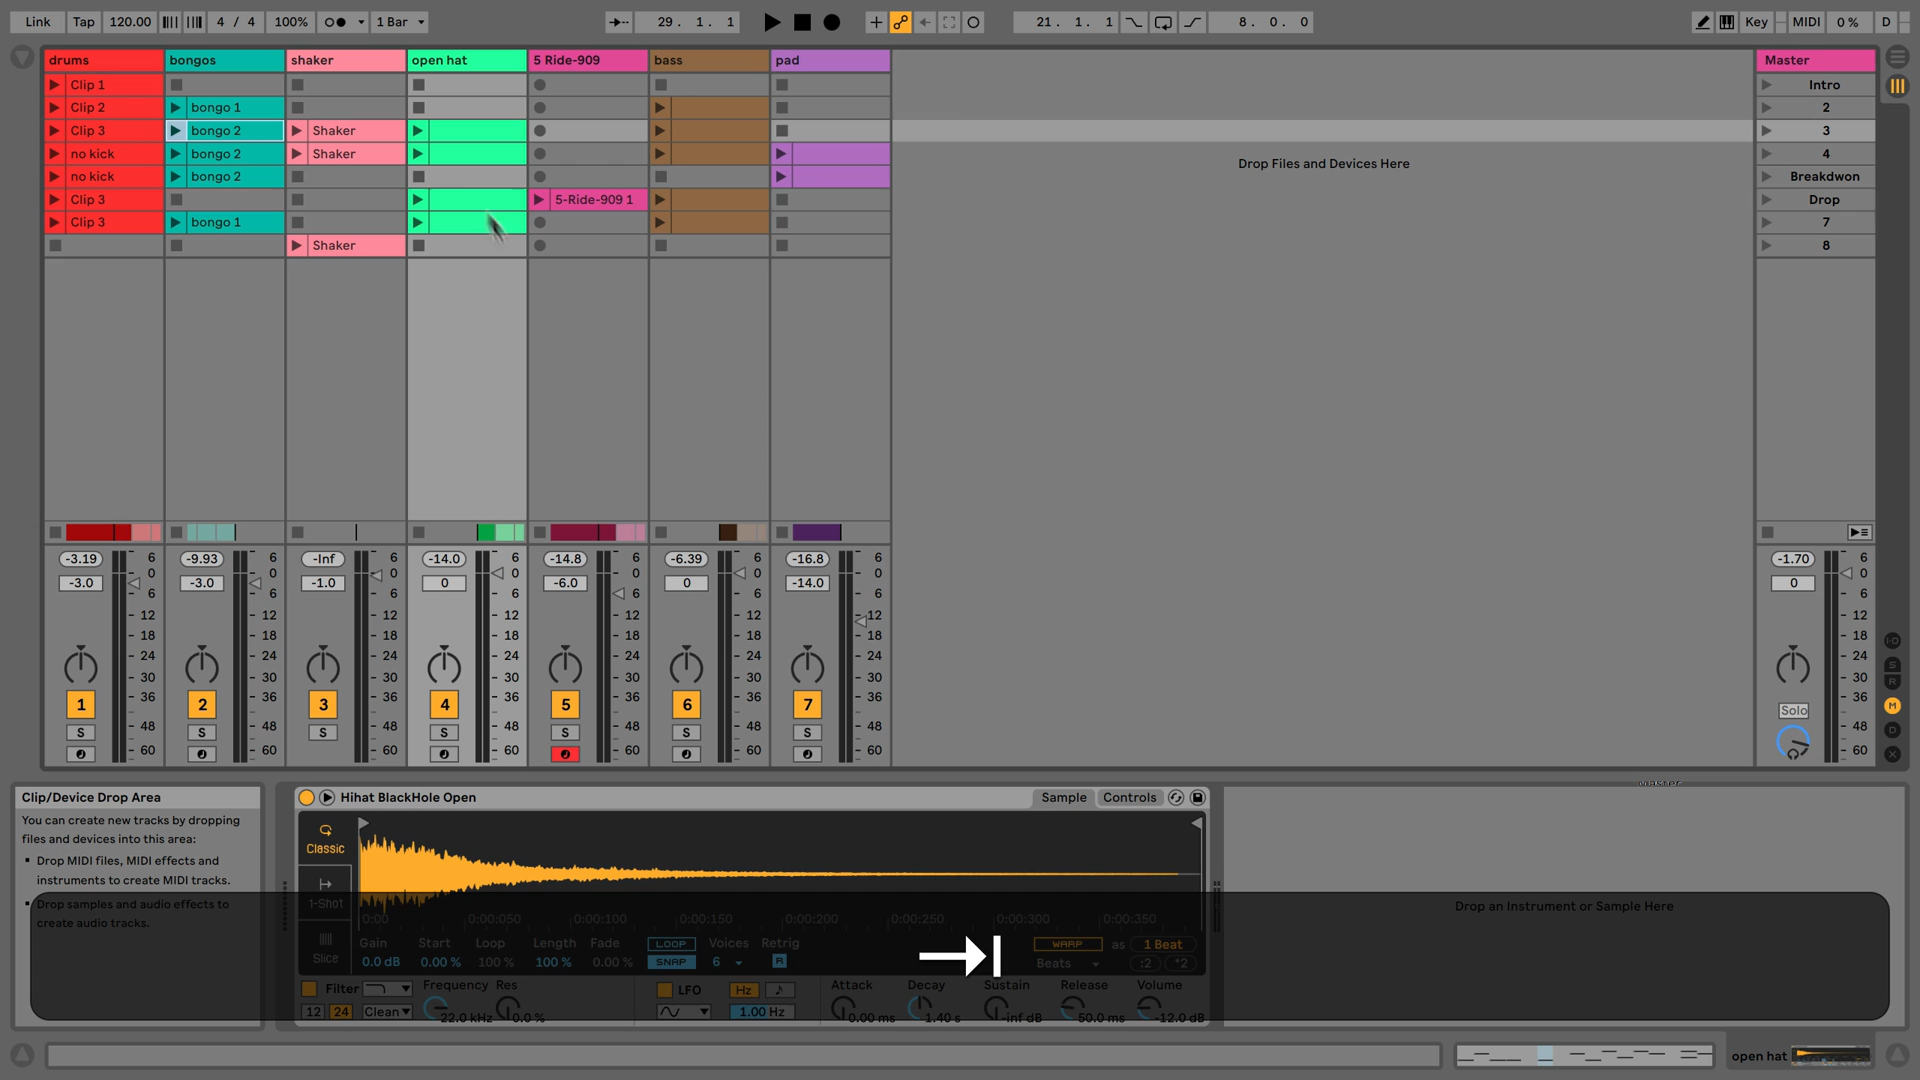 Link Tap 120.00 4 / 4 100% 1 Bar 29. 1. 1 21. 1. 1 8. 0. 0 Key MIDI 0 % D
drums bongos shaker open hat 5 Ride-909 bass pad Master
Clip 1 Intro
Clip 2 bongo 1 2
Clip 3 bongo 2 Shaker 3
no kick bongo 2 Shaker 4
Drop Files and Devices Here
no kick bongo 2 Breakdwon
Clip 3 5-Ride-909 1 Drop
Clip 3 bongo 1 7
Shaker 8
-3.19 6 -9.93 6 -Inf 6 -14.0 6 -14.8 6 -6.39 6 -16.8 6 -1.70 6
-3.0 0 -3.0 0 -1.0 0 0 0 -6.0 0 0 0 -14.0 0 0 0
6 6 6 6 6 6 6 6
12 12 12 12 12 12 12 12
18 18 18 18 18 18 18 18
24 24 24 24 24 24 24 24
30 30 30 30 30 30 30 30
1 36 2 36 3 36 4 36 5 36 6 36 7 36 Solo 36
S 48 S 48 S 48 S 48 S 48 S 48 S 48 48
60 60 60 60 60 60 60 60
I·O
S
R
M
D
X
Clip/Device Drop Area
You can create new tracks by dropping
files and devices into this area:
Drop MIDI files, MIDI effects and
instruments to create MIDI tracks.
Drop samples and audio effects to
create audio tracks.
Hihat BlackHole Open Sample Controls
Classic
1-Shot
Slice
0:00 0:00:050 0:00:100 0:00:150 0:00:200 0:00:250 0:00:300 0:00:350
Gain Start Loop Length Fade LOOP Voices Retrig WARP as 1 Beat
0.0 dB 0.00 % 100 % 100 % 0.00 % SNAP 6 R Beats :2 *2
Filter Frequency Res LFO Hz Attack Decay Sustain Release Volume
12 24 Clean 22.0 kHz 0.0 % 1.00 Hz 0.00 ms 1.40 s -inf dB 50.0 ms -12.0 dB
Drop an Instrument or Sample Here
open hat